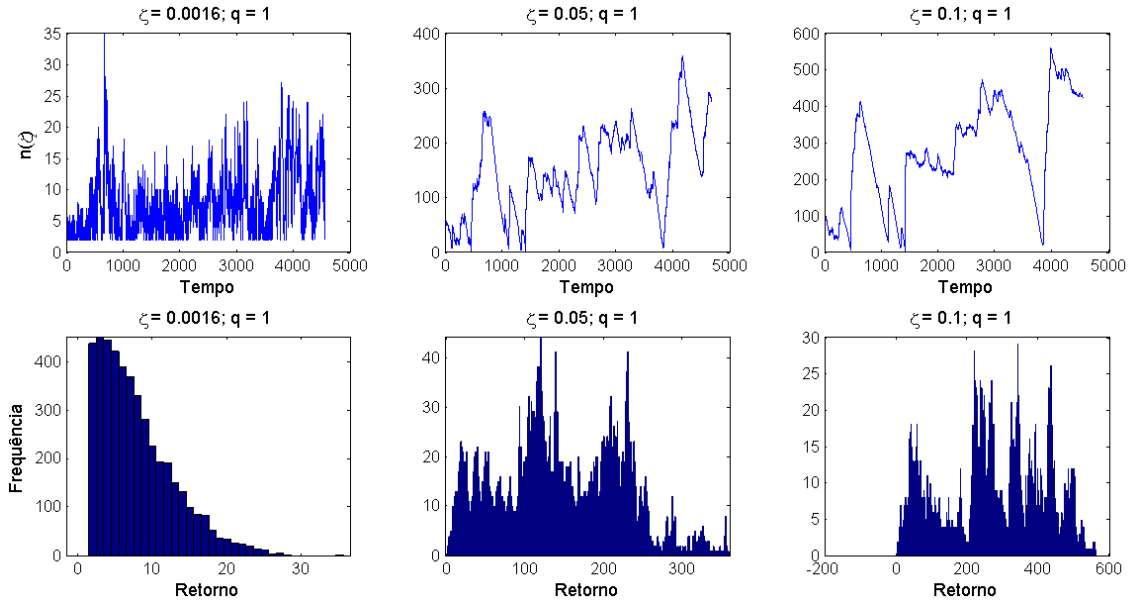 ζ = 0.0016; q = 1
ζ = 0.05; q = 1
ζ = 0.1; q = 1
35
30
25
20
15
10
5
0
n(ζ)
0 1000 2000 3000 4000 5000
Tempo
400
300
200
100
0
0 1000 2000 3000 4000 5000
Tempo
600
500
400
300
200
100
0
0 1000 2000 3000 4000 5000
Tempo
ζ = 0.0016; q = 1
ζ = 0.05; q = 1
ζ = 0.1; q = 1
400
300
200
100
0
Frequência
0 10 20 30
Retorno
40
30
20
10
0
0 100 200 300
Retorno
30
25
20
15
10
5
0
-200 0 200 400 600
Retorno